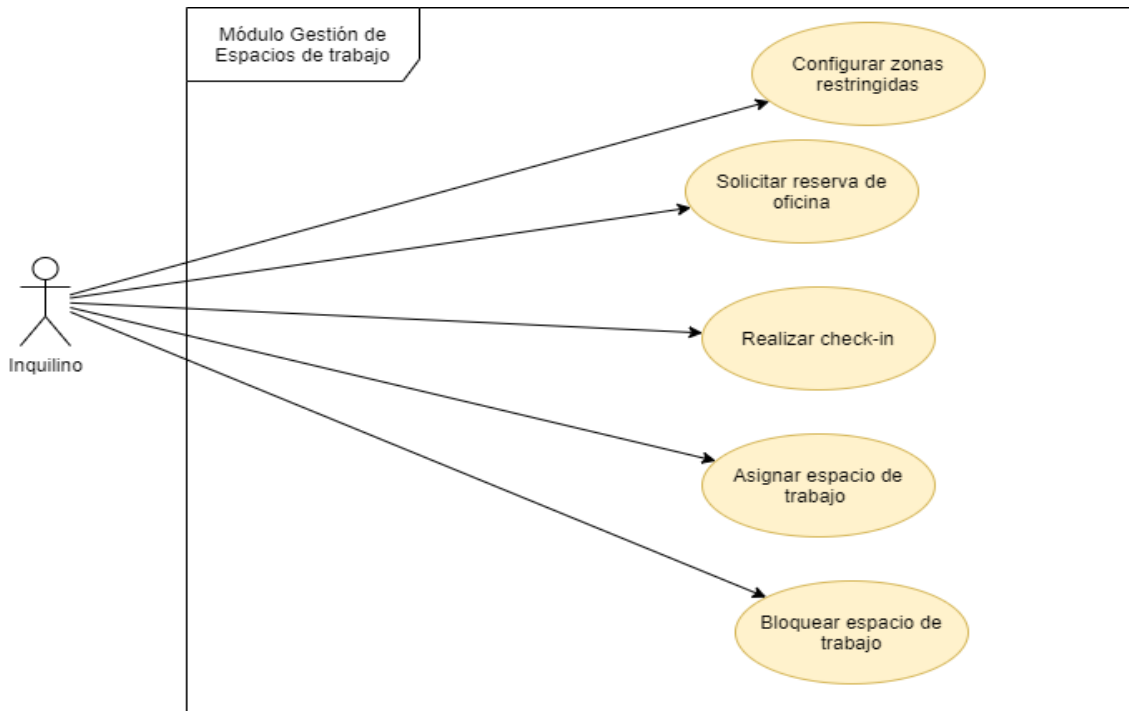 Módulo Gestión de
Espacios de trabajo
Configurar zonas
restringidas
Solicitar reserva de
oficina
Inquilino
Realizar check-in
Asignar espacio de
trabajo
Bloquear espacio de
trabajo